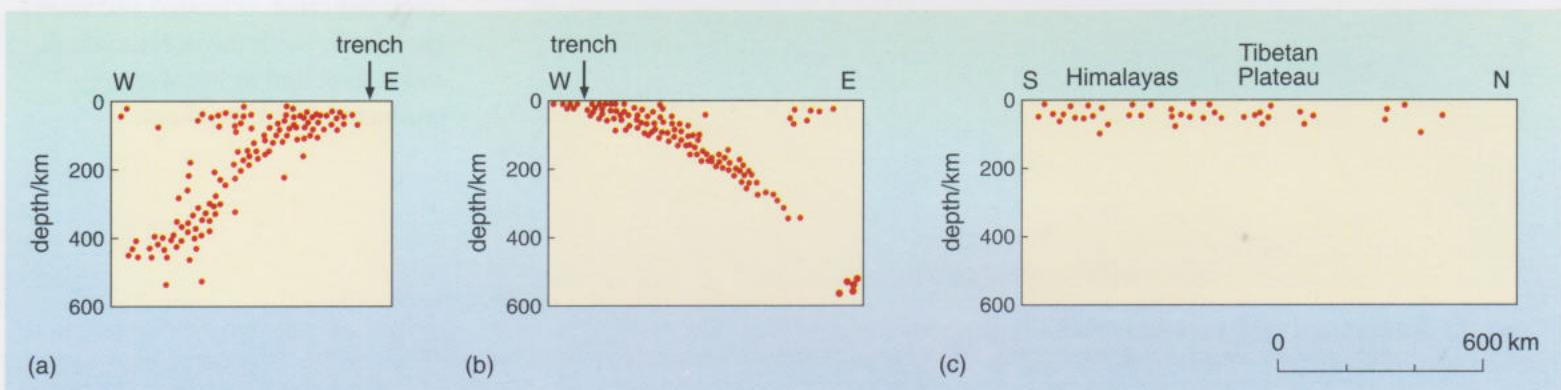 trench
W E
depth/km
0
200
400
600
(a)
trench
W E
depth/km
0
200
400
600
(b)
Tibetan
S Himalayas Plateau N
depth/km
0
200
400
600
(c)
0 600 km